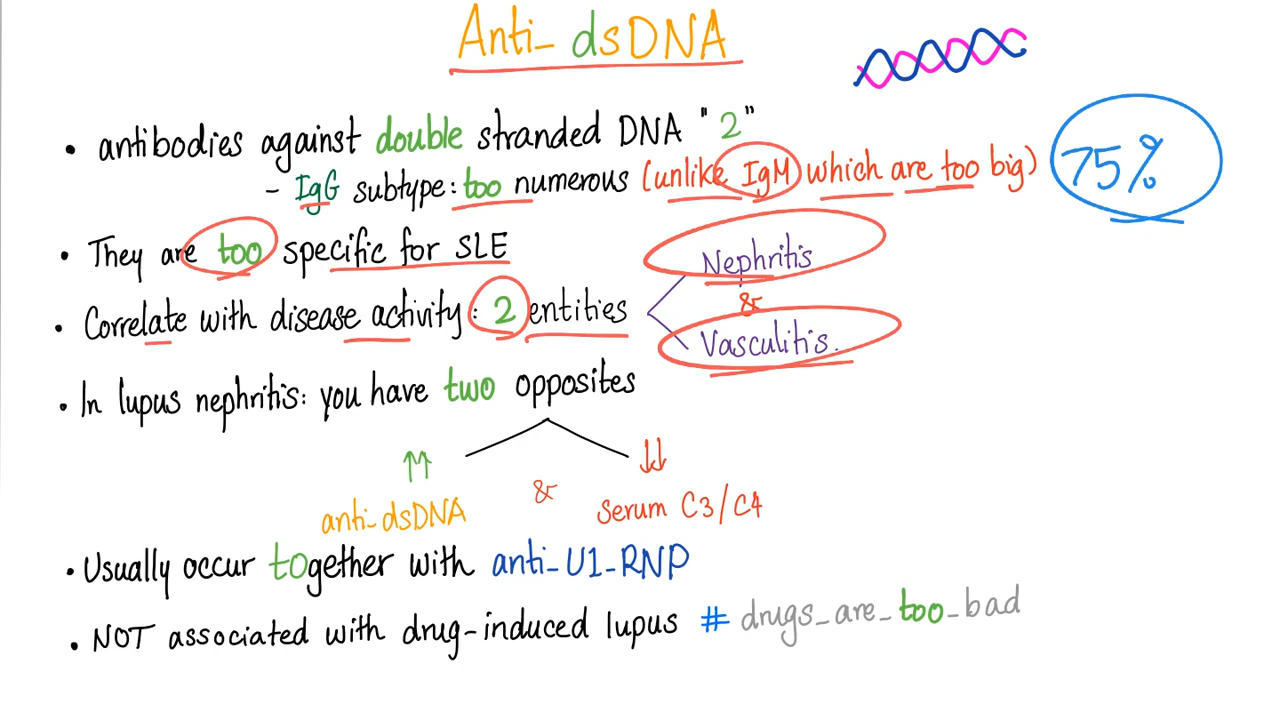 Anti-dsDNA
• antibodies against double stranded DNA "2"
- IgG subtype: too numerous (unlike IgM which are too big)
75%
• They are too specific for SLE
• Correlate with disease activity: 2 entities
Nephritis
&
Vasculitis.
• In lupus nephritis: you have two opposites
↑↑ ↓↓
anti-dsDNA & Serum C3/C4
• Usually occur together with anti-U1-RNP
• NOT associated with drug-induced lupus # drugs_are_too_bad